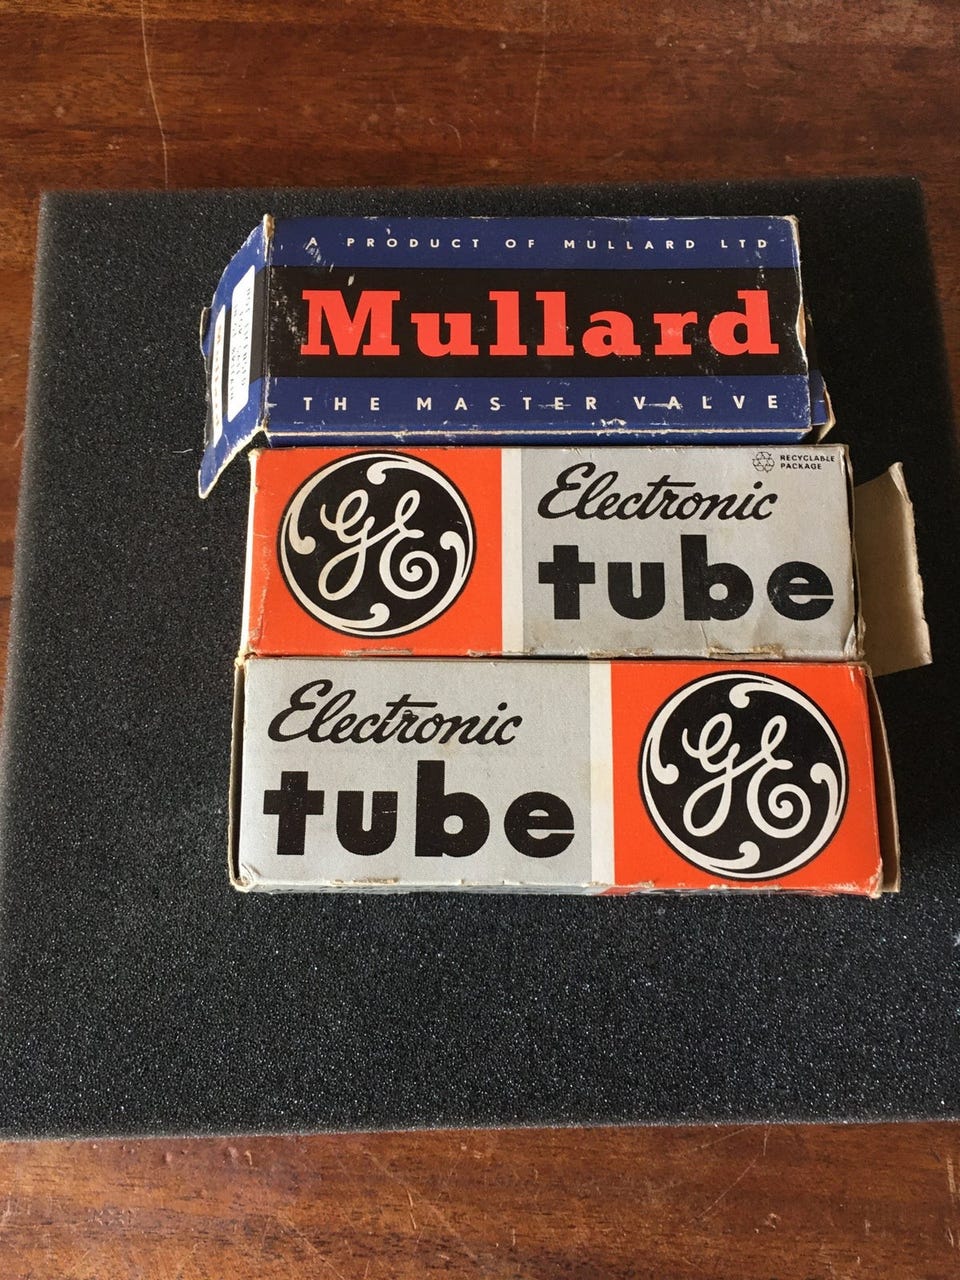 A PRODUCT OF MULLARD LTD
Mullard
THE MASTER VALVE
GE
Electronic
tube
RECYCLABLE
PACKAGE
Electronic
tube
GE